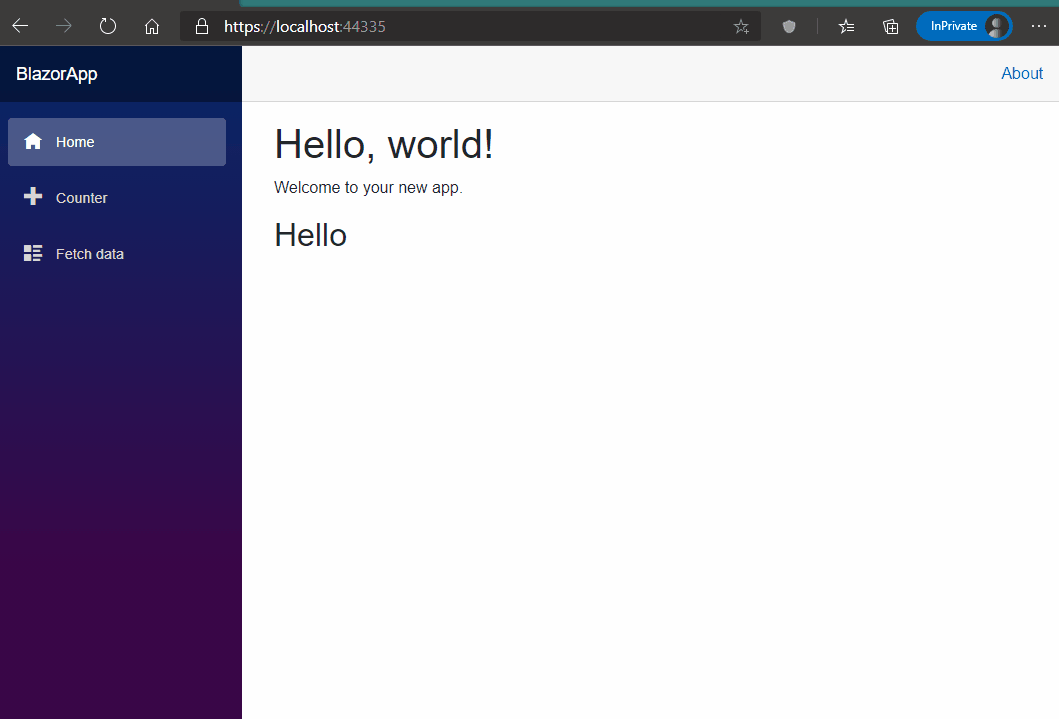 https://localhost:44335
InPrivate
BlazorApp
About
Home
Counter
Fetch data
Hello, world!
Welcome to your new app.
Hello